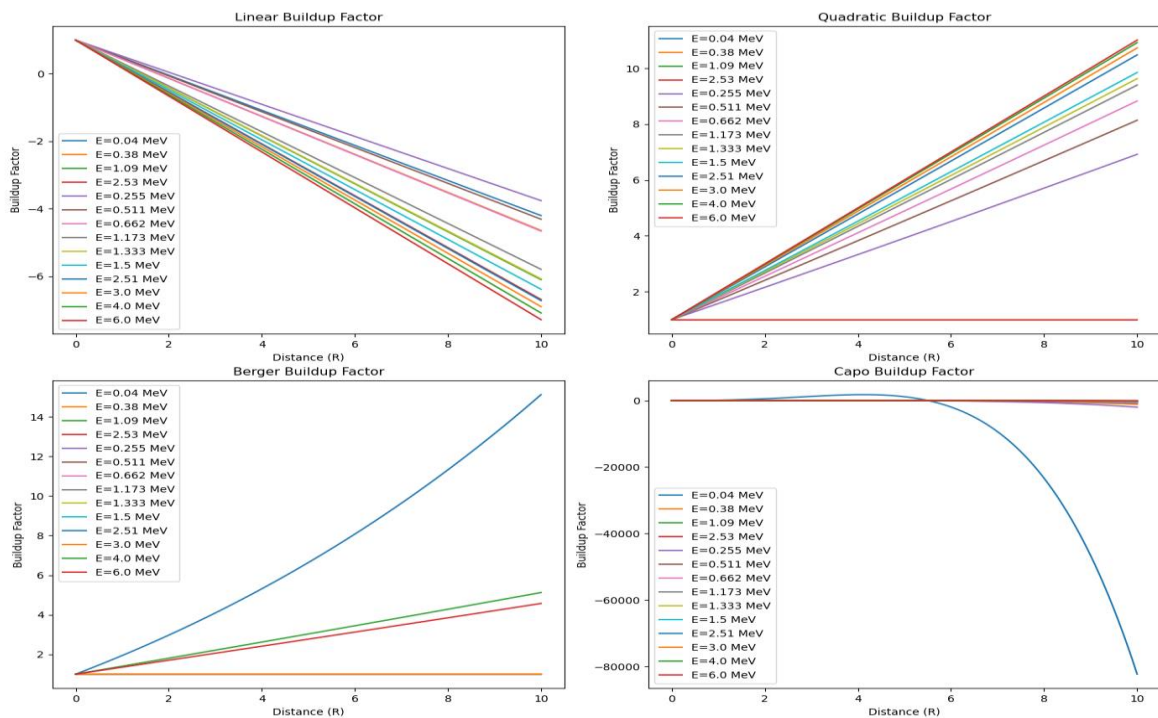 Linear Buildup Factor
Buildup Factor
0
−2
−4
−6
E=0.04 MeV
E=0.38 MeV
E=1.09 MeV
E=2.53 MeV
E=0.255 MeV
E=0.511 MeV
E=0.662 MeV
E=1.173 MeV
E=1.333 MeV
E=1.5 MeV
E=2.51 MeV
E=3.0 MeV
E=4.0 MeV
E=6.0 MeV
0 2 4 6 8 10
Distance (R)
Quadratic Buildup Factor
Buildup Factor
10
8
6
4
2
E=0.04 MeV
E=0.38 MeV
E=1.09 MeV
E=2.53 MeV
E=0.255 MeV
E=0.511 MeV
E=0.662 MeV
E=1.173 MeV
E=1.333 MeV
E=1.5 MeV
E=2.51 MeV
E=3.0 MeV
E=4.0 MeV
E=6.0 MeV
0 2 4 6 8 10
Distance (R)
Berger Buildup Factor
Buildup Factor
14
12
10
8
6
4
2
E=0.04 MeV
E=0.38 MeV
E=1.09 MeV
E=2.53 MeV
E=0.255 MeV
E=0.511 MeV
E=0.662 MeV
E=1.173 MeV
E=1.333 MeV
E=1.5 MeV
E=2.51 MeV
E=3.0 MeV
E=4.0 MeV
E=6.0 MeV
0 2 4 6 8 10
Distance (R)
Capo Buildup Factor
Buildup Factor
0
−20000
−40000
−60000
−80000
E=0.04 MeV
E=0.38 MeV
E=1.09 MeV
E=2.53 MeV
E=0.255 MeV
E=0.511 MeV
E=0.662 MeV
E=1.173 MeV
E=1.333 MeV
E=1.5 MeV
E=2.51 MeV
E=3.0 MeV
E=4.0 MeV
E=6.0 MeV
0 2 4 6 8 10
Distance (R)